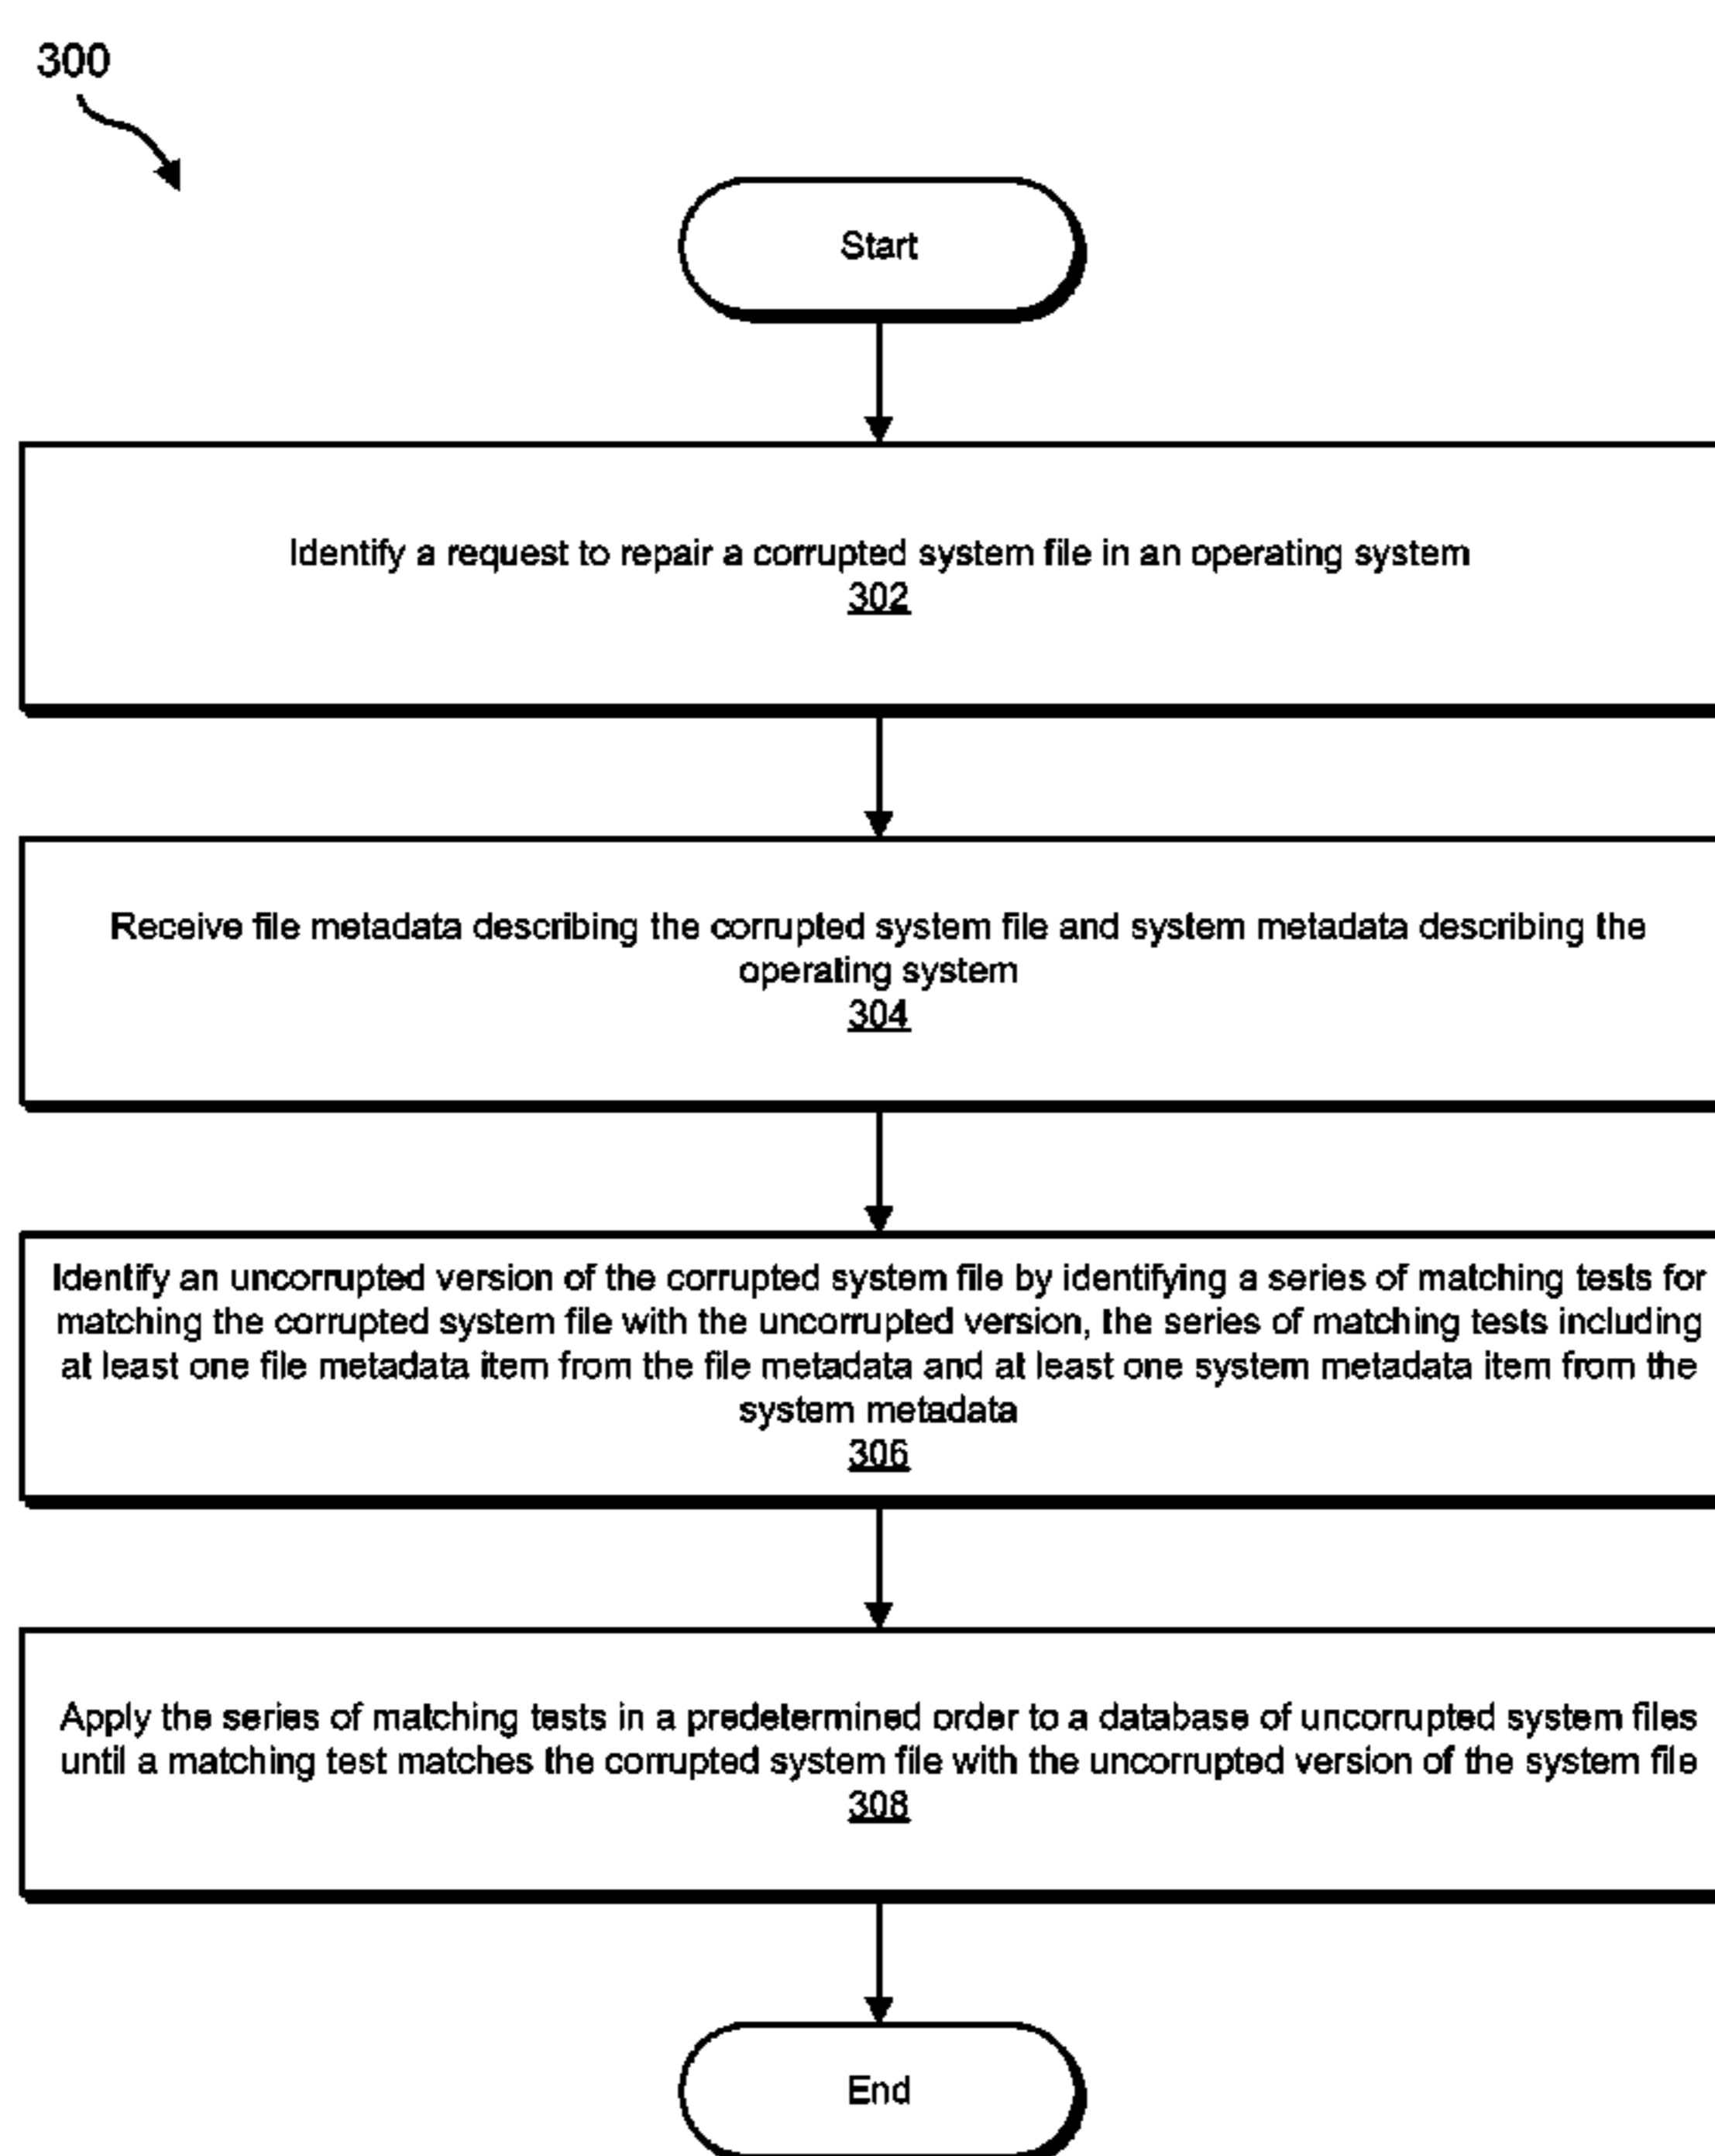 300
Start
Identify a request to repair a corrupted system file in an operating system
302
Receive file metadata describing the corrupted system file and system metadata describing the
operating system
304
Identify an uncorrupted version of the corrupted system file by identifying a series of matching tests for
matching the corrupted system file with the uncorrupted version, the series of matching tests including
at least one file metadata item from the file metadata and at least one system metadata item from the
system metadata
306
Apply the series of matching tests in a predetermined order to a database of uncorrupted system files
until a matching test matches the corrupted system file with the uncorrupted version of the system file
308
End